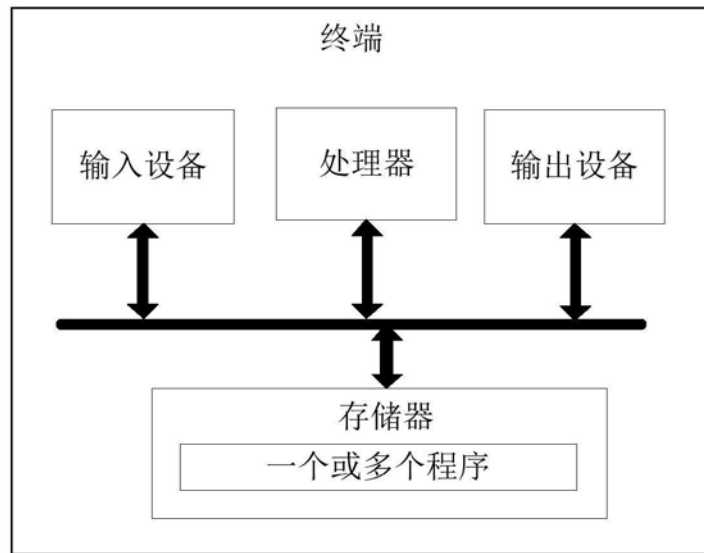 终端
输入设备
处理器
输出设备
存储器
一个或多个程序